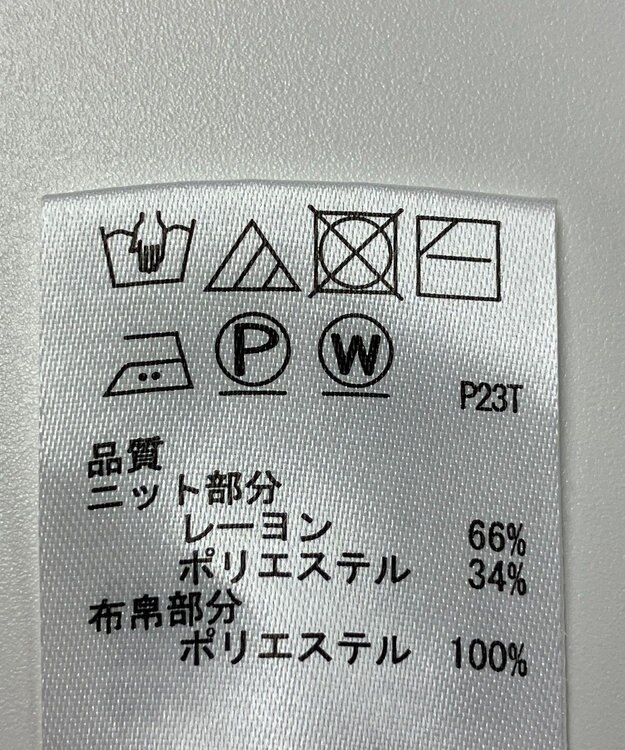 P W
P23T
品質
ニット部分
レーヨン 66%
ポリエステル 34%
布帛部分
ポリエステル 100%